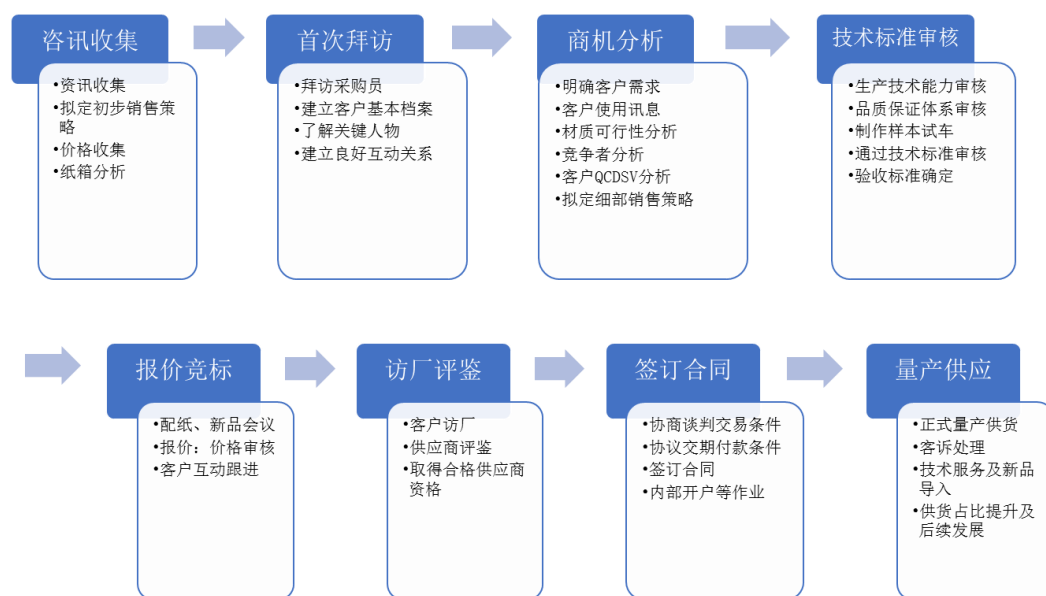 咨讯收集
•资讯收集
•拟定初步销售策
略
•价格收集
•纸箱分析
首次拜访
•拜访采购员
•建立客户基本档案
•了解关键人物
•建立良好互动关系
商机分析
•明确客户需求
•客户使用讯息
•材质可行性分析
•竞争者分析
•客户QCDSV分析
•拟定细部销售策略
技术标准审核
•生产技术能力审核
•品质保证体系审核
•制作样本试车
•通过技术标准审核
•验收标准确定
报价竞标
•配纸、新品会议
•报价：价格审核
•客户互动跟进
访厂评鉴
•客户访厂
•供应商评鉴
•取得合格供应商
资格
签订合同
•协商谈判交易条件
•协议交期付款条件
•签订合同
•内部开户等作业
量产供应
•正式量产供货
•客诉处理
•技术服务及新品
导入
•供货占比提升及
后续发展